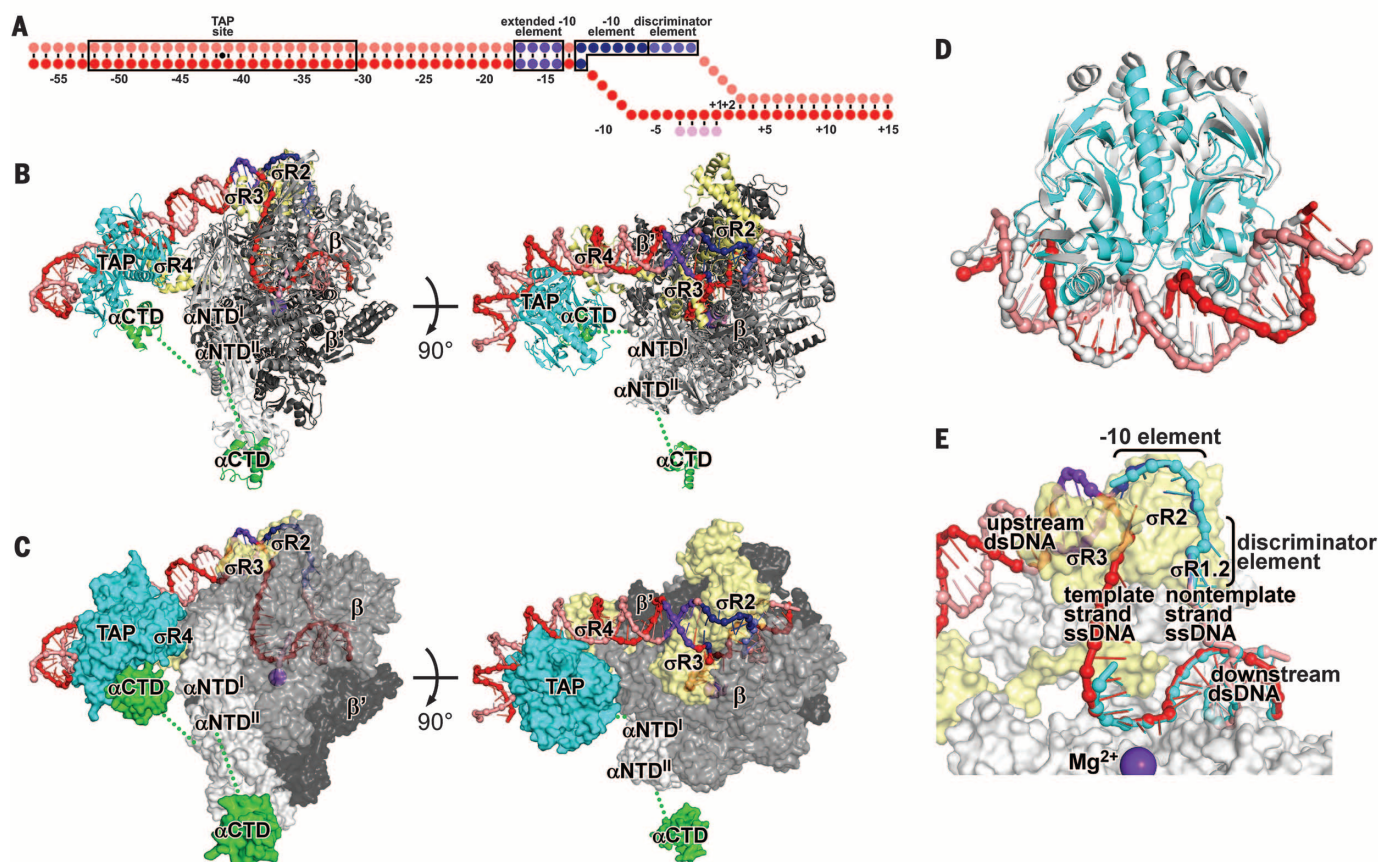 A
TAP
site
extended -10
element
-10
element
discriminator
element
-55
-50
-45
-40
-35
-30
-25
-20
-15
-10
-5
+1+2
+5
+10
+15
B
σR2
σR3
TAP
σR4
β
αCTD
αNTDI
αNTDII
β'
αCTD
90°
σR2
β'
σR4
σR3
TAP
αCTD
β
αNTDI
αNTDII
αCTD
C
σR2
σR3
β
TAP
σR4
αCTD
αNTDI
αNTDII
β'
αCTD
90°
β'
σR2
σR4
σR3
TAP
β
αNTDI
αNTDII
αCTD
D
E
-10 element
upstream
dsDNA
σR3
σR2
σR1.2
discriminator
element
template
strand
ssDNA
nontemplate
strand
ssDNA
downstream
dsDNA
Mg2+